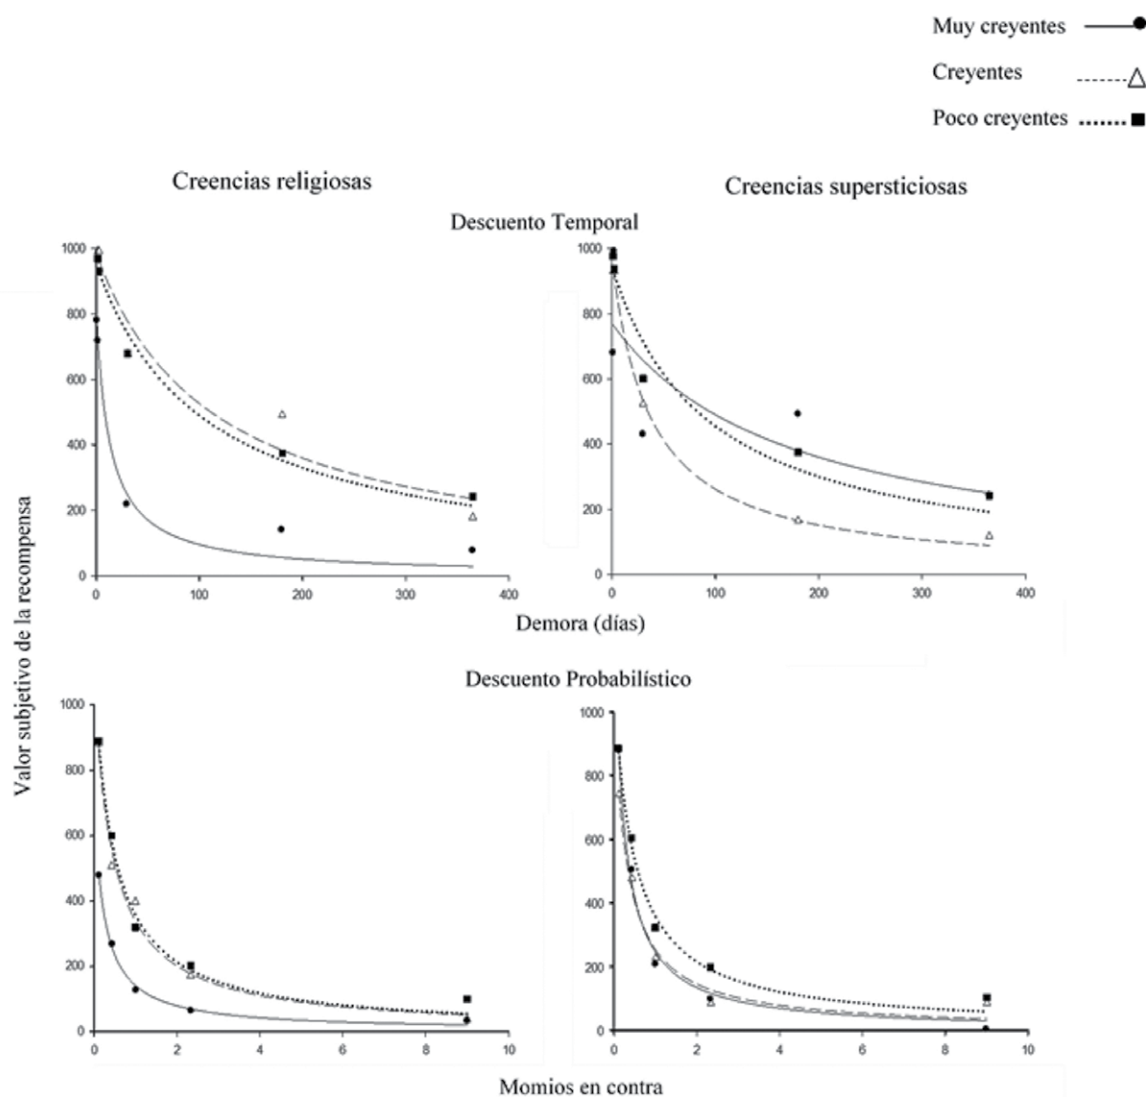 Muy creyentes
Creyentes
Poco creyentes
Creencias religiosas
Creencias supersticiosas
Descuento Temporal
1000
800
600
400
200
0
0 100 200 300 400
1000
800
600
400
200
0
0 100 200 300 400
Demora (días)
Valor subjetivo de la recompensa
Descuento Probabilístico
1000
800
600
400
200
0
0 2 4 6 8 10
1000
800
600
400
200
0
0 2 4 6 8 10
Momios en contra